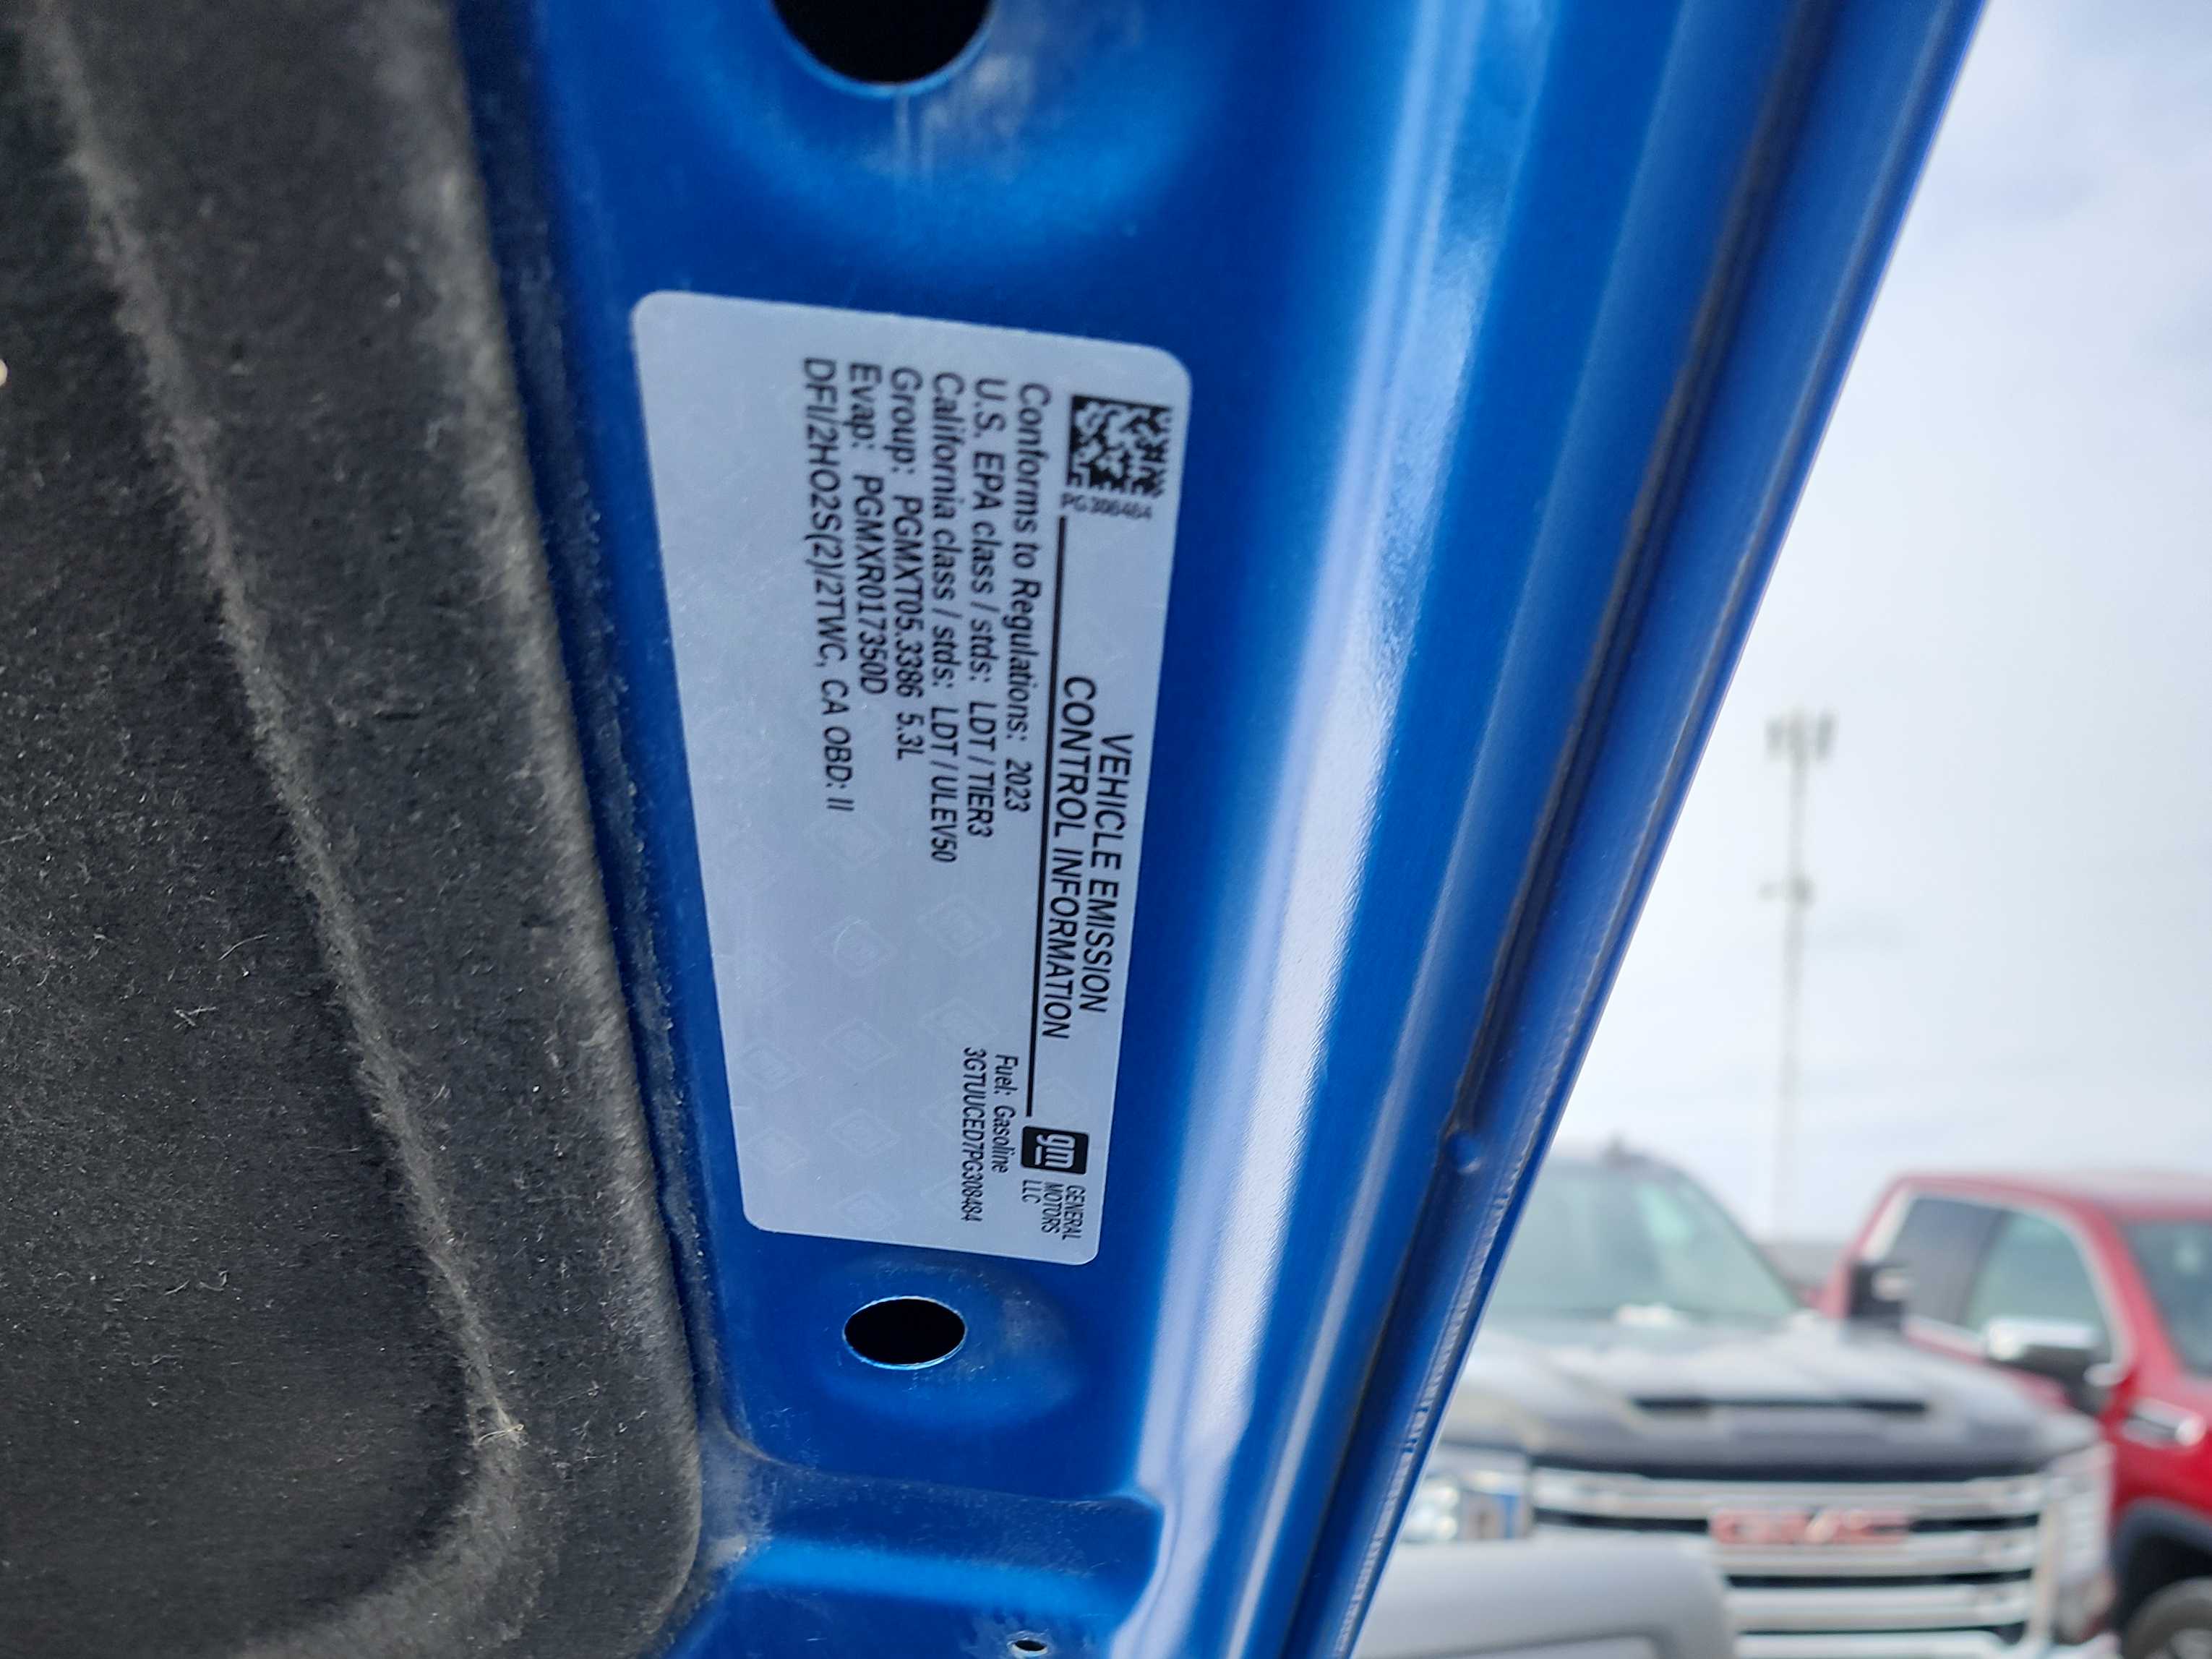 VEHICLE EMISSION
CONTROL INFORMATION
gm
GENERAL
MOTORS
LLC
Conforms to Regulations: 2023
U.S. EPA class / stds: LDT / TIER3
California class / stds: LDT / ULEV50
Group: PGMXT05.3386 5.3L
Evap: PGMXR017350D
DFI/2HO2S(2)/2TWC, CA OBD: II
Fuel: Gasoline
3GTUUCED7PG308484
GMC